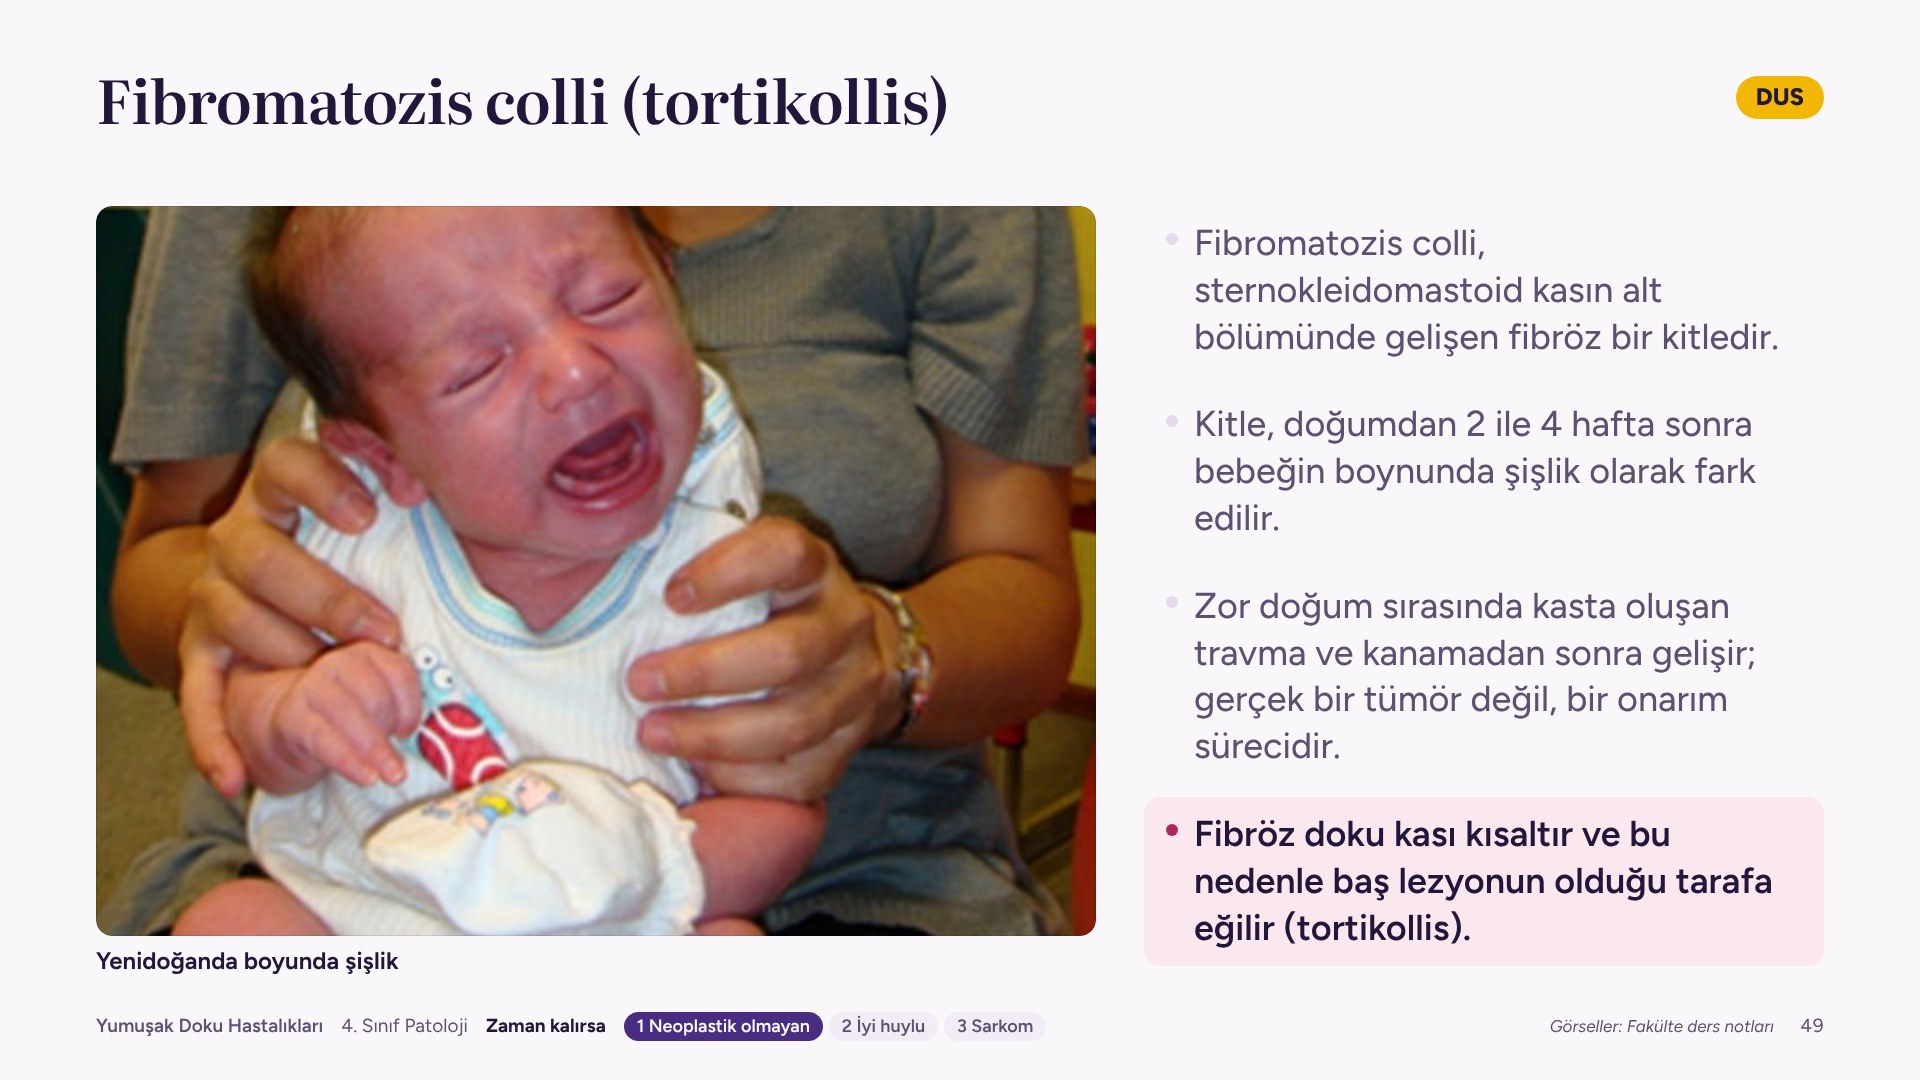 Fibromatozis colli (tortikollis)
DUS
Fibromatozis colli,
sternokleidomastoid kasın alt
bölümünde gelişen fibröz bir kitledir.
Kitle, doğumdan 2 ile 4 hafta sonra
bebeğin boynunda şişlik olarak fark
edilir.
Zor doğum sırasında kasta oluşan
travma ve kanamadan sonra gelişir;
gerçek bir tümör değil, bir onarım
sürecidir.
Fibröz doku kası kısaltır ve bu
nedenle baş lezyonun olduğu tarafa
eğilir (tortikollis).
Yenidoğanda boyunda şişlik
Yumuşak Doku Hastalıkları 4. Sınıf Patoloji Zaman kalırsa 1 Neoplastik olmayan 2 İyi huylu 3 Sarkom
Görseller: Fakülte ders notları 49